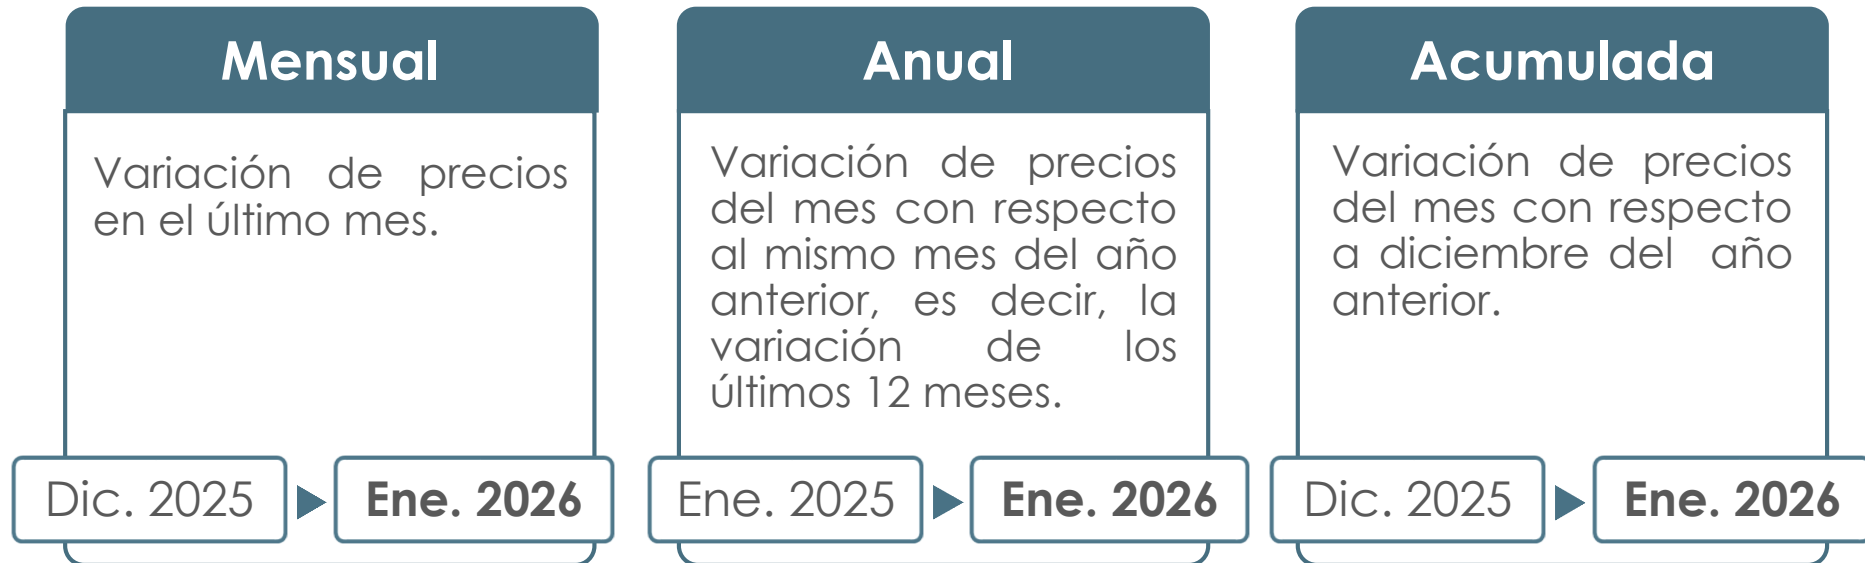 Mensual
Variación de precios
en el último mes.
Dic. 2025
Ene. 2026
Anual
Variación de precios
del mes con respecto
al mismo mes del año
anterior, es decir, la
variación de los
últimos 12 meses.
Ene. 2025
Ene. 2026
Acumulada
Variación de precios
del mes con respecto
a diciembre del año
anterior.
Dic. 2025
Ene. 2026